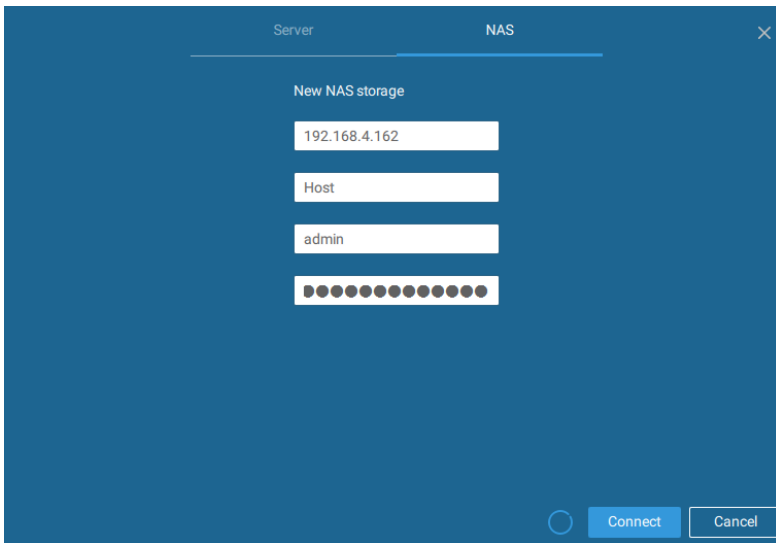 Server NAS
New NAS storage
192.168.4.162
Host
admin
Connect Cancel